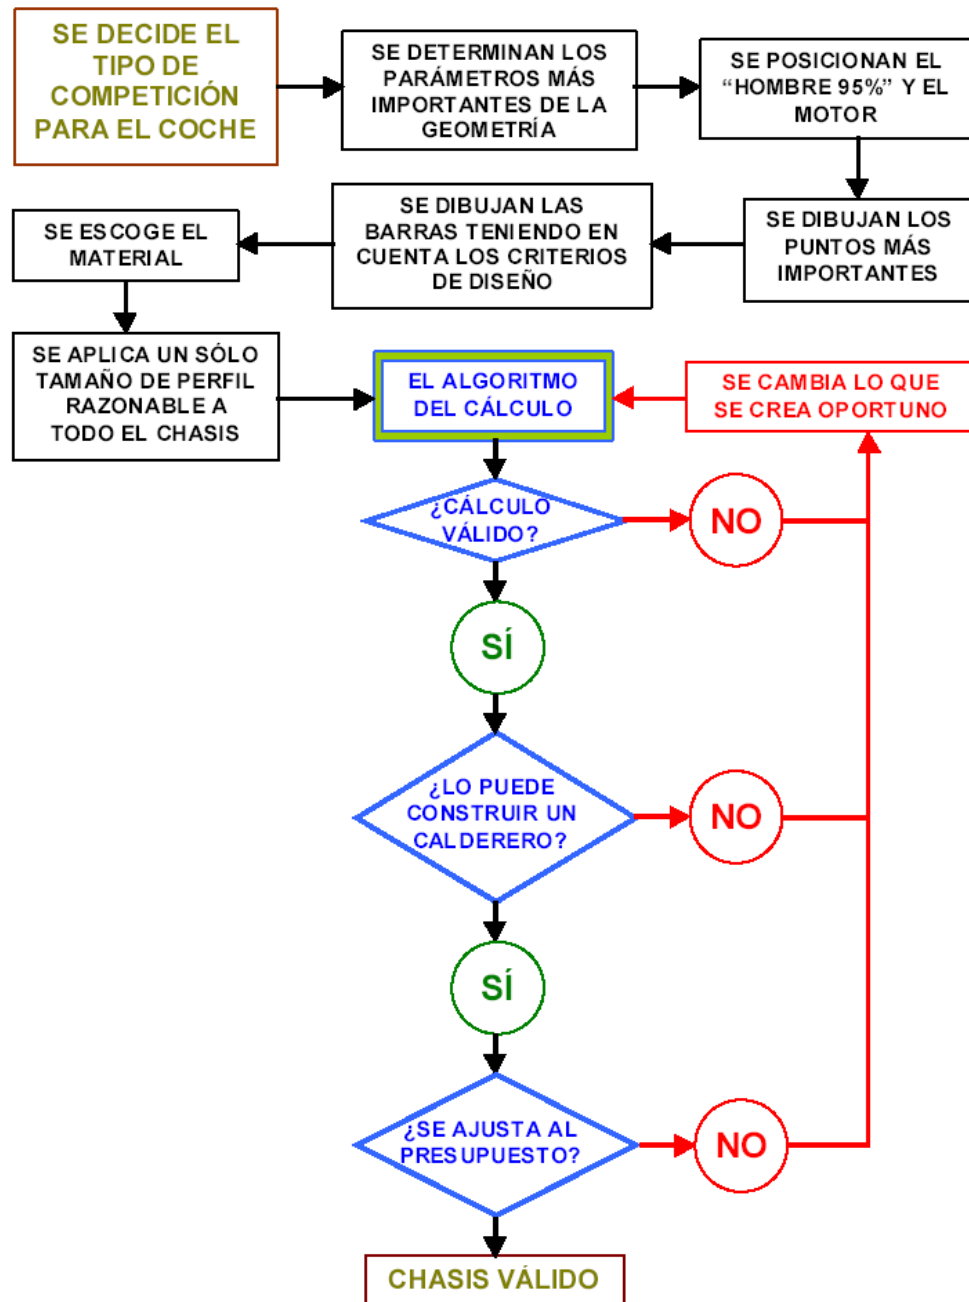 SE DECIDE EL
TIPO DE
COMPETICIÓN
PARA EL COCHE
SE DETERMINAN LOS
PARÁMETROS MÁS
IMPORTANTES DE LA
GEOMETRÍA
SE POSICIONAN EL
“HOMBRE 95%” Y EL
MOTOR
SE DIBUJAN LOS
PUNTOS MÁS
IMPORTANTES
SE DIBUJAN LAS
BARRAS TENIENDO EN
CUENTA LOS CRITERIOS
DE DISEÑO
SE ESCOGE EL
MATERIAL
SE APLICA UN SÓLO
TAMAÑO DE PERFIL
RAZONABLE A
TODO EL CHASIS
EL ALGORITMO
DEL CÁLCULO
SE CAMBIA LO QUE
SE CREA OPORTUNO
¿CÁLCULO
VÁLIDO?
NO
SÍ
¿LO PUEDE
CONSTRUIR UN
CALDERERO?
NO
SÍ
¿SE AJUSTA AL
PRESUPUESTO?
NO
CHASIS VÁLIDO